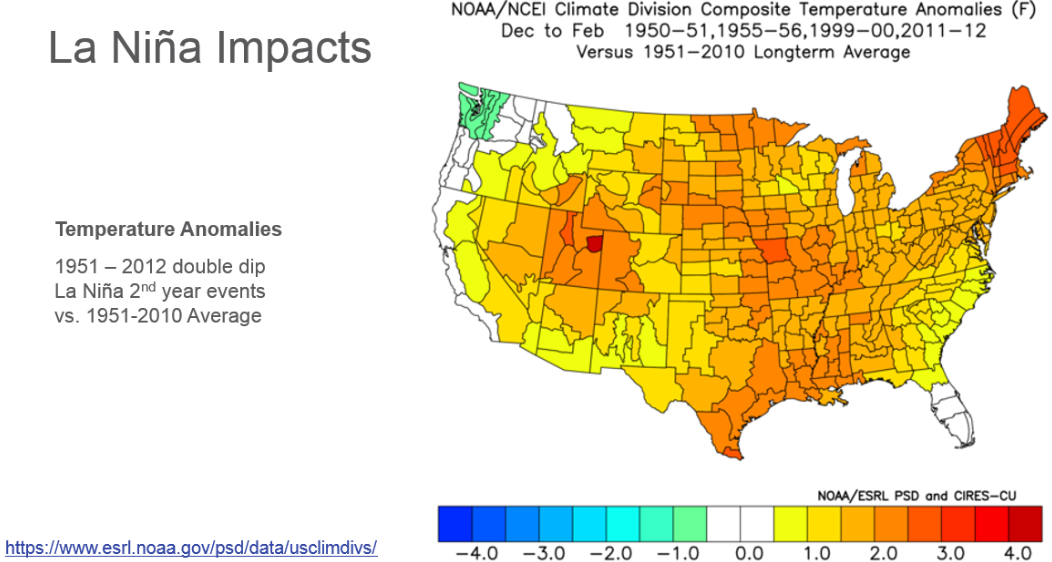 La Niña Impacts
NOAA/NCEI Climate Division Composite Temperature Anomalies (F)
Dec to Feb 1950-51,1955-56,1999-00,2011-12
Versus 1951-2010 Longterm Average
Temperature Anomalies
1951 – 2012 double dip
La Niña 2nd year events
vs. 1951-2010 Average
NOAA/ESRL PSD and CIRES-CU
-4.0 -3.0 -2.0 -1.0 0.0 1.0 2.0 3.0 4.0
https://www.esrl.noaa.gov/psd/data/usclimdivs/